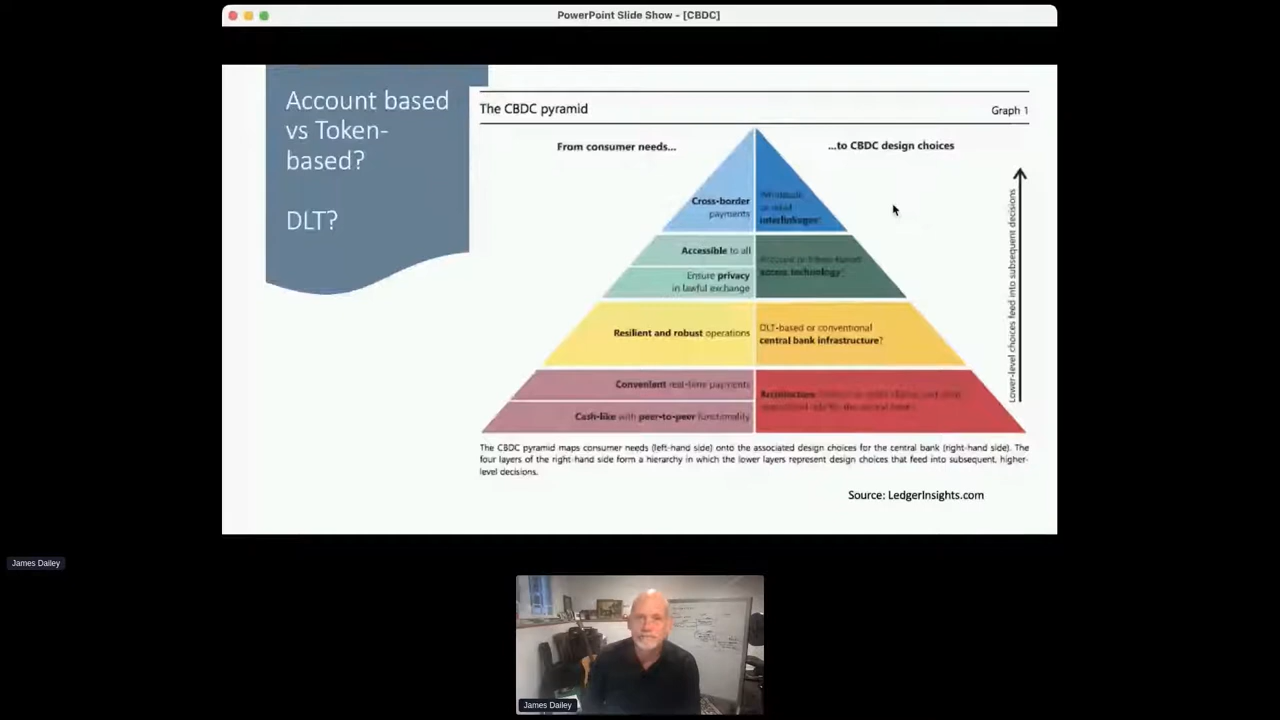 PowerPoint Slide Show - [CBDC]
Account based
vs Token-
based?
DLT?
The CBDC pyramid
Graph 1
From consumer needs...
...to CBDC design choices
Cross-border
payments
interlinkages?
Accessible to all
Ensure privacy
in lawful exchange
access technology?
Resilient and robust operations
DLT-based or conventional
central bank infrastructure?
Convenient real-time payments
Cash-like with peer-to-peer functionality
Architecture
Lower-level choices feed into subsequent decisions
The CBDC pyramid maps consumer needs (left-hand side) onto the associated design choices for the central bank (right-hand side). The
four layers of the right-hand side form a hierarchy in which the lower layers represent design choices that feed into subsequent, higher-
level decisions.
Source: LedgerInsights.com
James Dailey
James Dailey